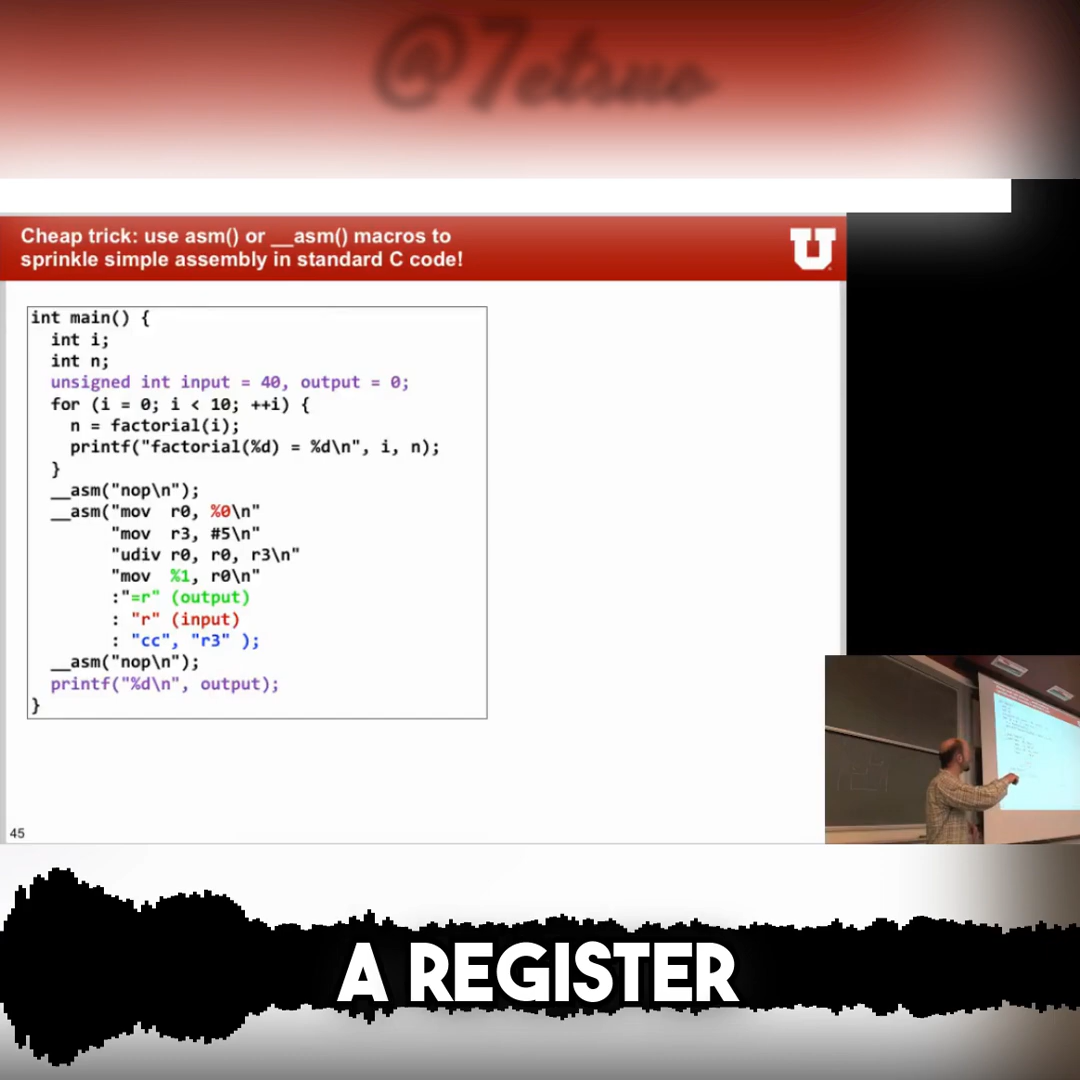 @7etsuo
Cheap trick: use asm() or __asm() macros to
sprinkle simple assembly in standard C code!
U
int main() {
int i;
int n;
unsigned int input = 40, output = 0;
for (i = 0; i < 10; ++i) {
n = factorial(i);
printf("factorial(%d) = %d\n", i, n);
}
__asm("nop\n");
__asm("mov r0, %0\n"
"mov r3, #5\n"
"udiv r0, r0, r3\n"
"mov %1, r0\n"
:"=r" (output)
: "r" (input)
: "cc", "r3" );
__asm("nop\n");
printf("%d\n", output);
}
45
A REGISTER